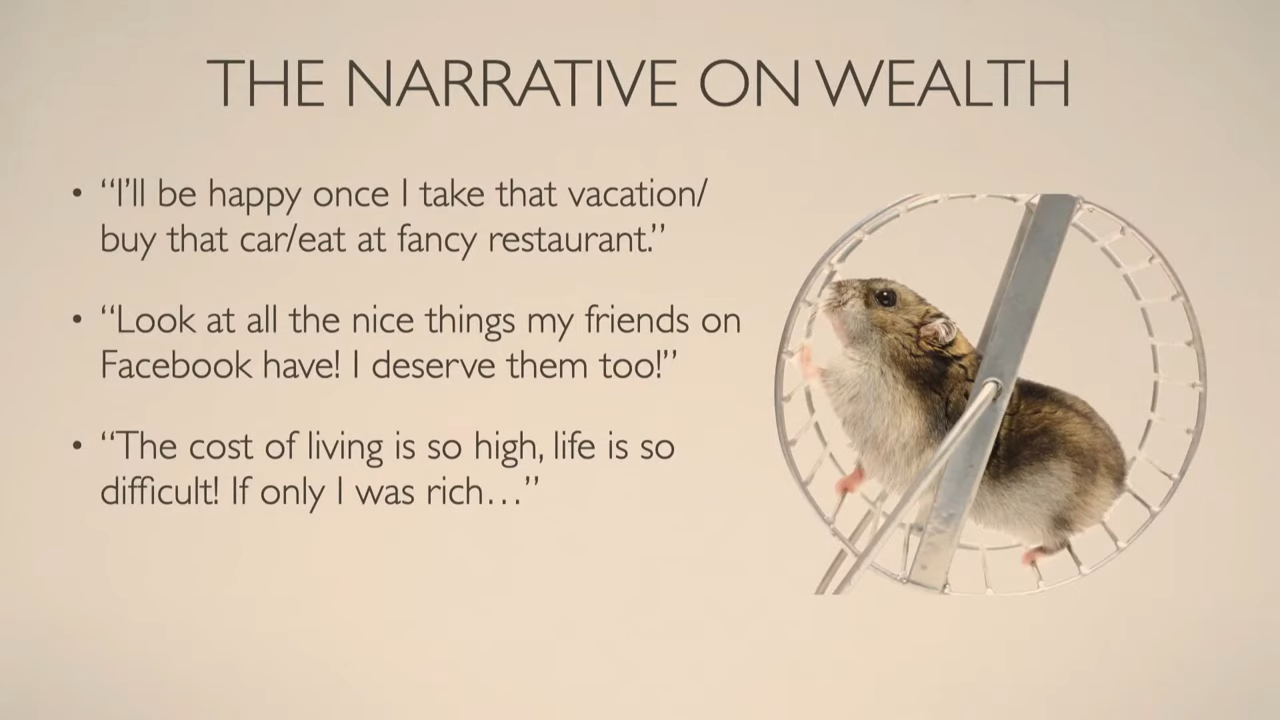 THE NARRATIVE ON WEALTH
• “I’ll be happy once I take that vacation/
buy that car/eat at fancy restaurant.”
• “Look at all the nice things my friends on
Facebook have! I deserve them too!”
• “The cost of living is so high, life is so
difficult! If only I was rich…”